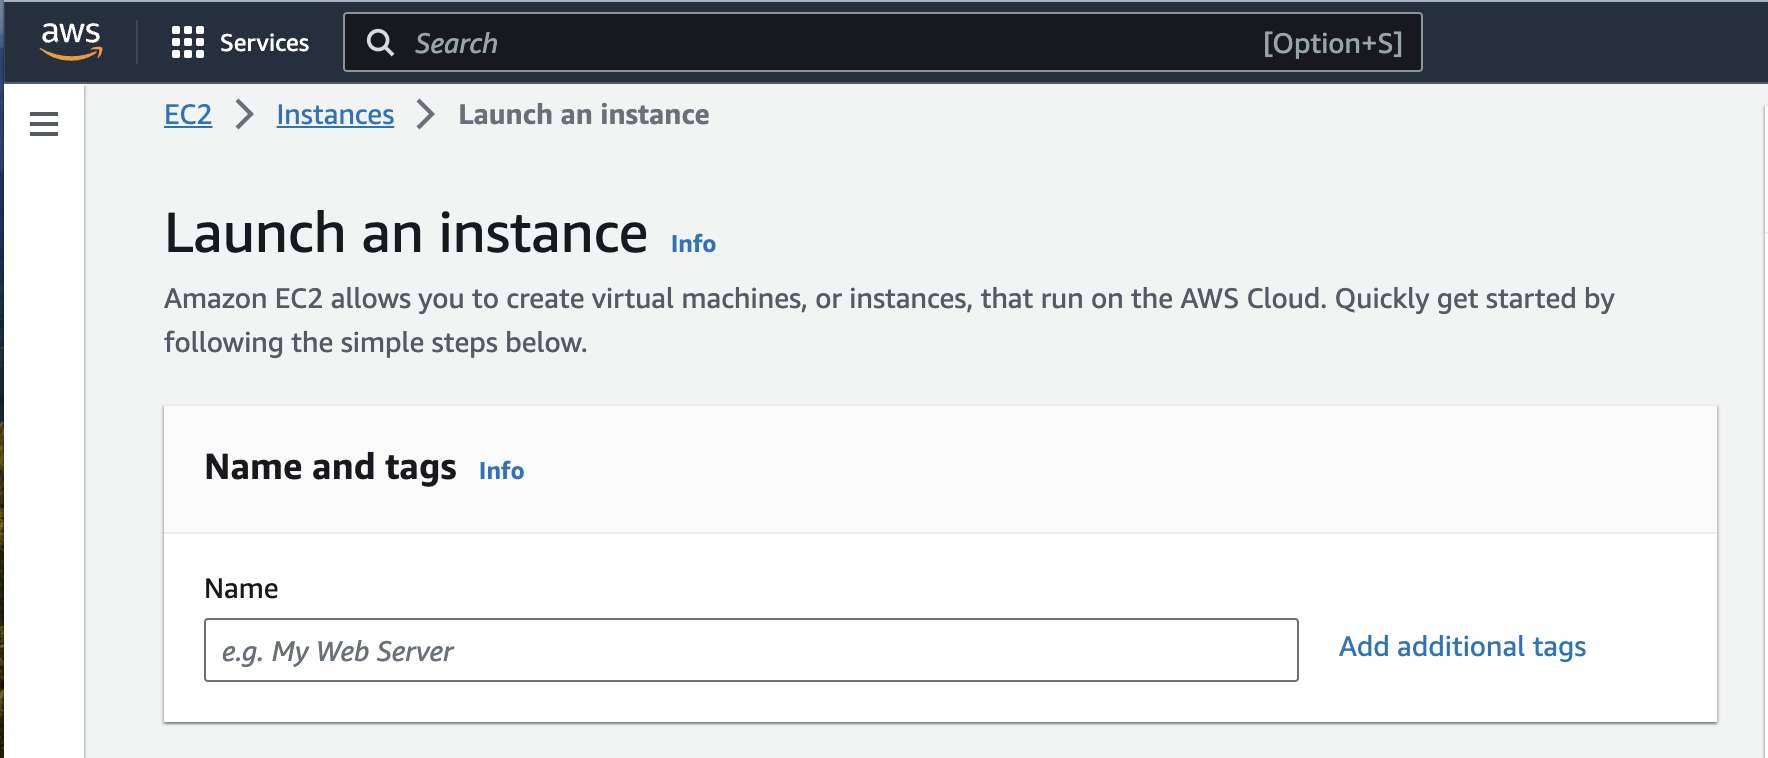 aws
Services
Search [Option+S]
EC2 > Instances > Launch an instance
Launch an instance Info
Amazon EC2 allows you to create virtual machines, or instances, that run on the AWS Cloud. Quickly get started by
following the simple steps below.
Name and tags Info
Name
e.g. My Web Server
Add additional tags